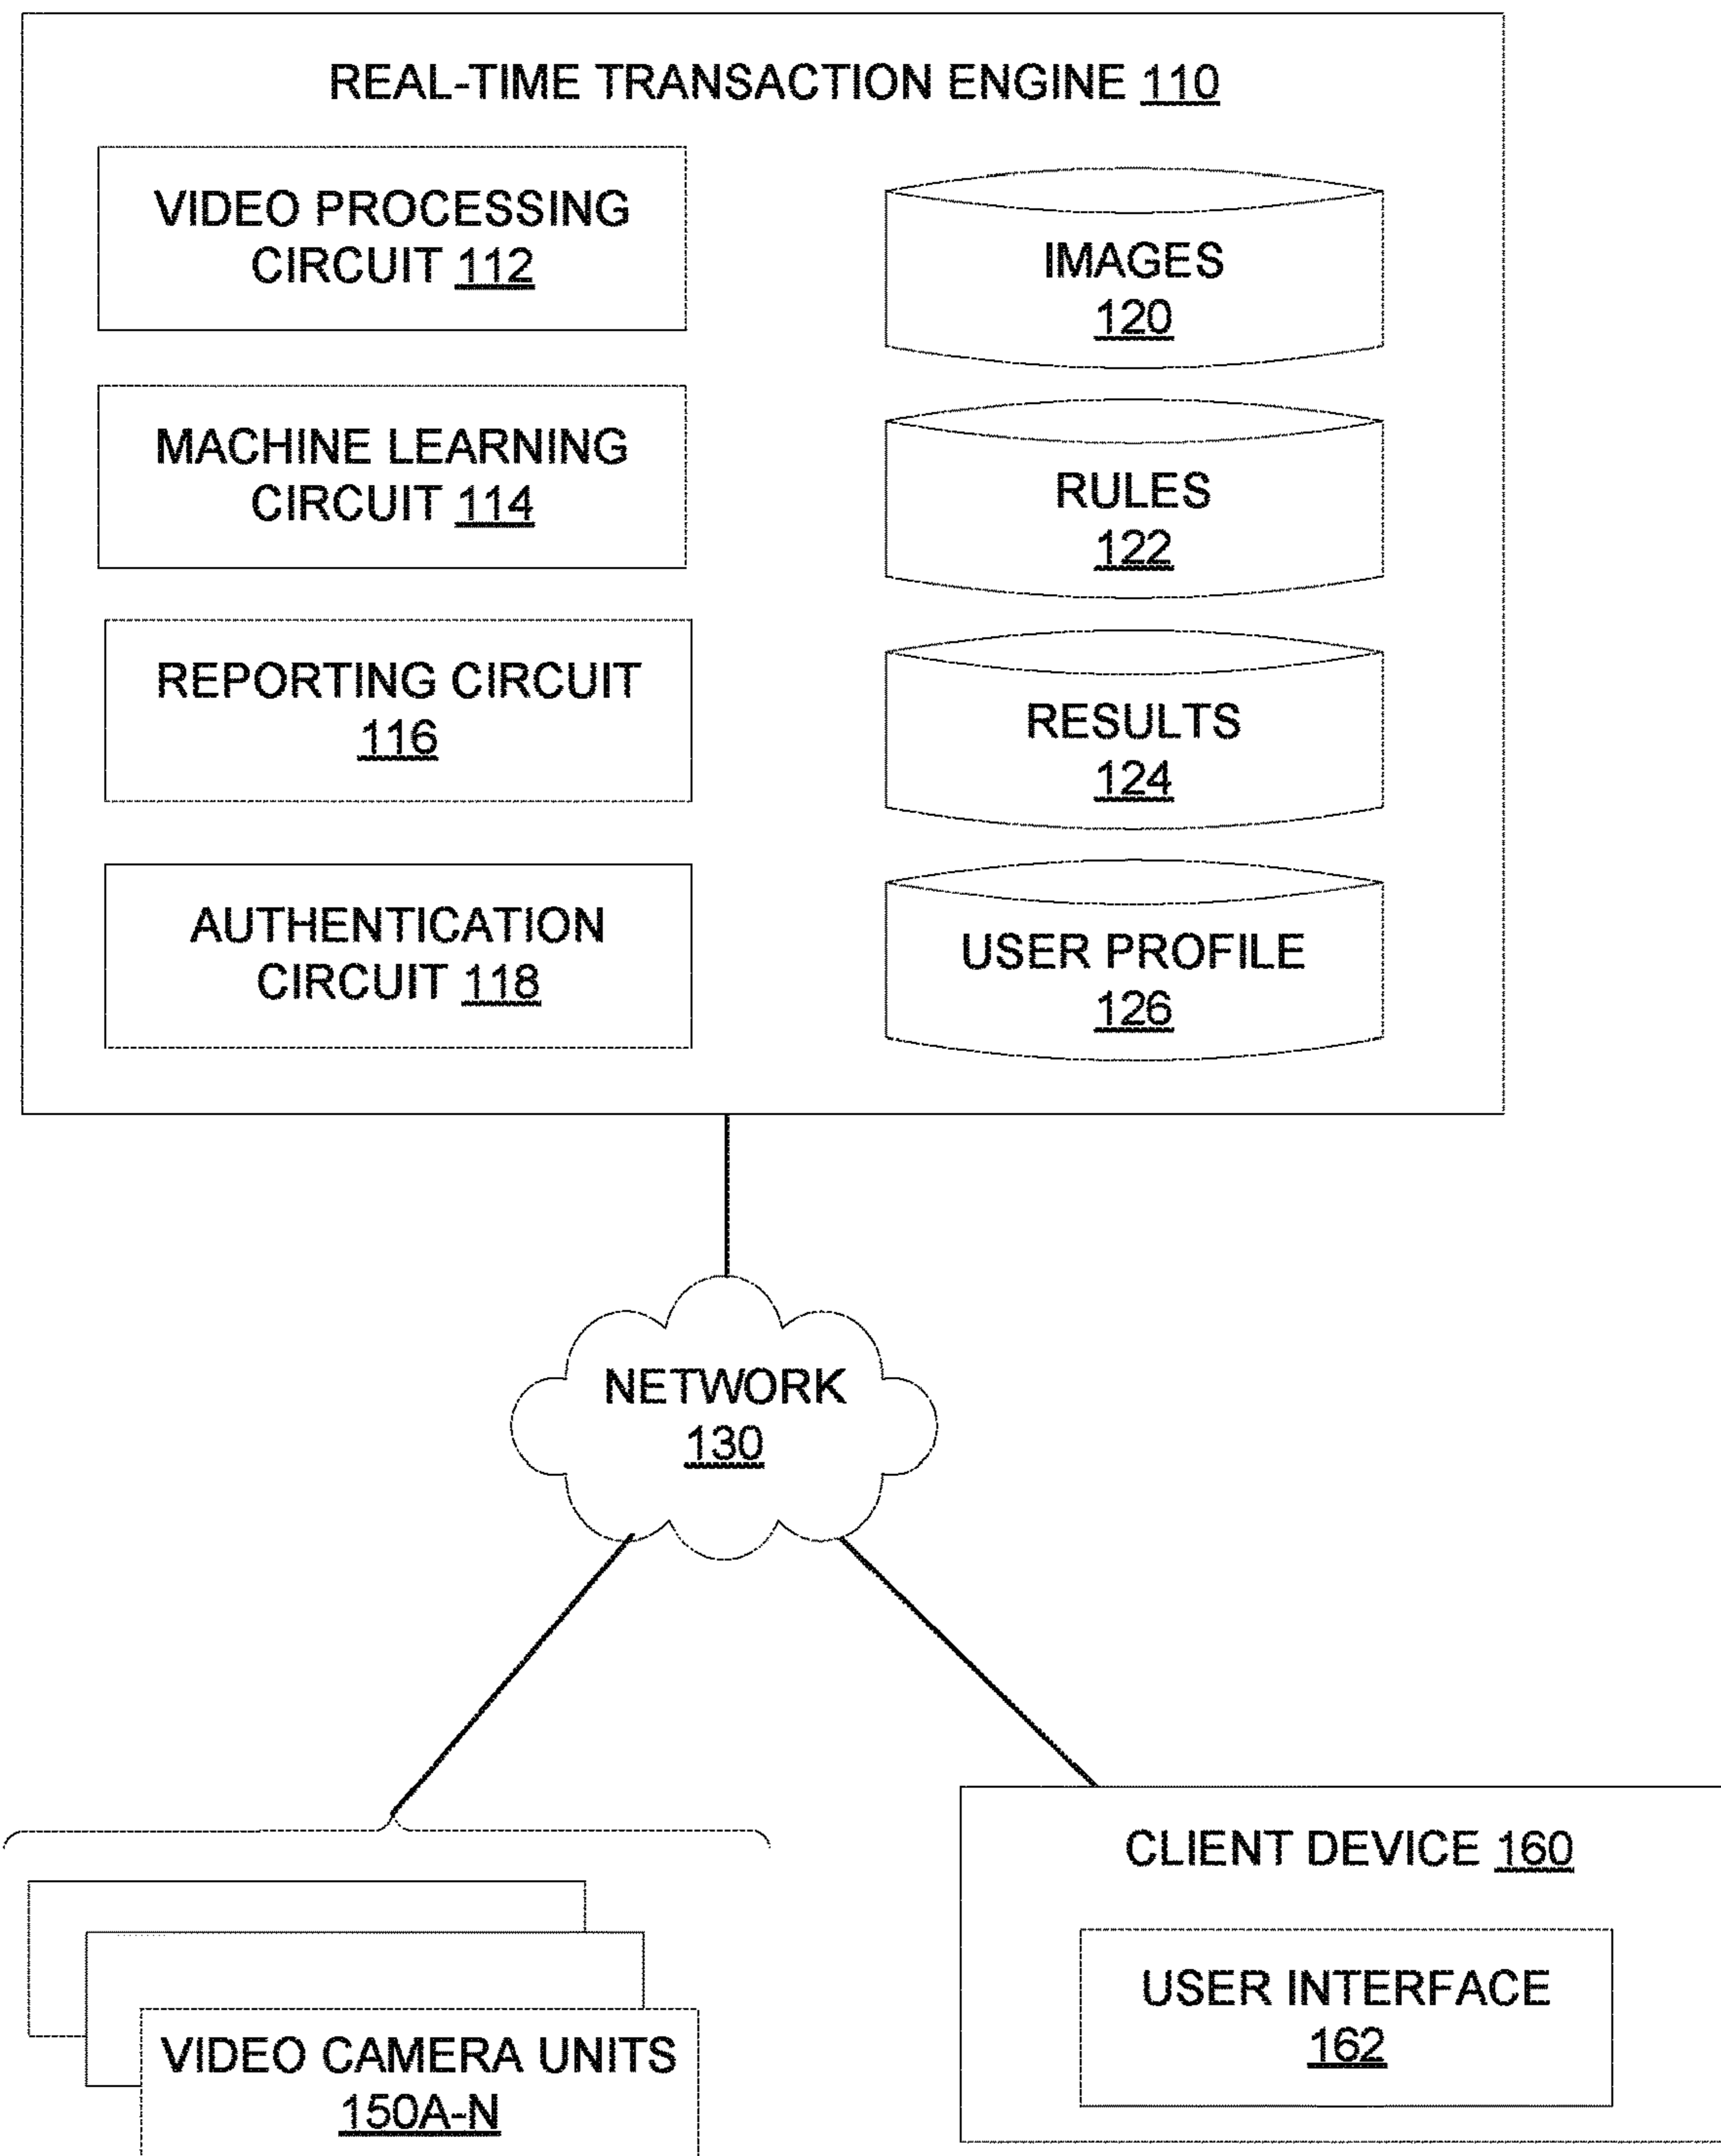 REAL-TIME TRANSACTION ENGINE 110
VIDEO PROCESSING
CIRCUIT 112
IMAGES
120
MACHINE LEARNING
CIRCUIT 114
RULES
122
REPORTING CIRCUIT
116
RESULTS
124
AUTHENTICATION
CIRCUIT 118
USER PROFILE
126
NETWORK
130
CLIENT DEVICE 160
USER INTERFACE
162
VIDEO CAMERA UNITS
150A-N